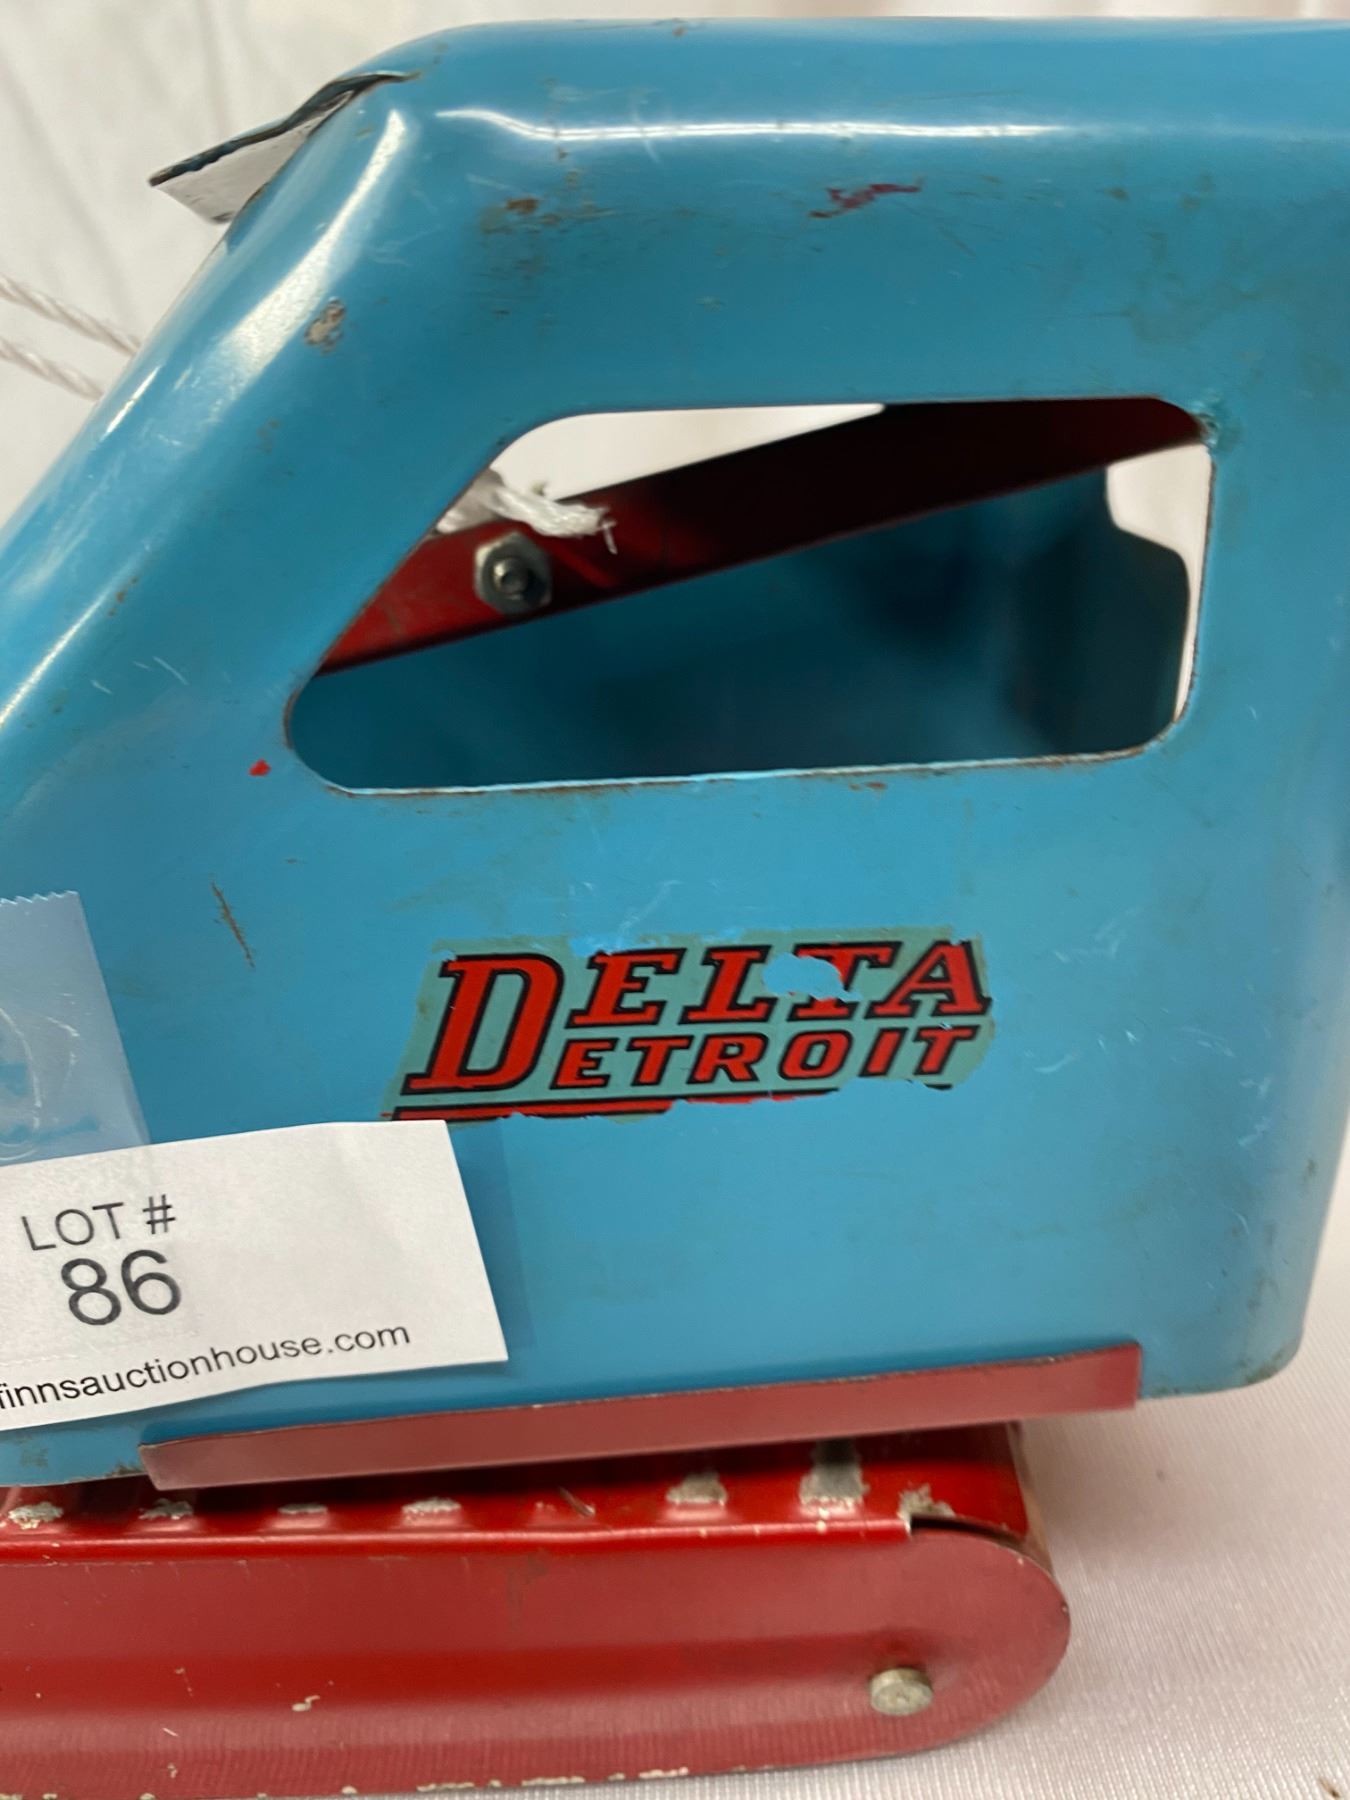 DELTA
DETROIT
LOT #
86
finnsauctionhouse.com